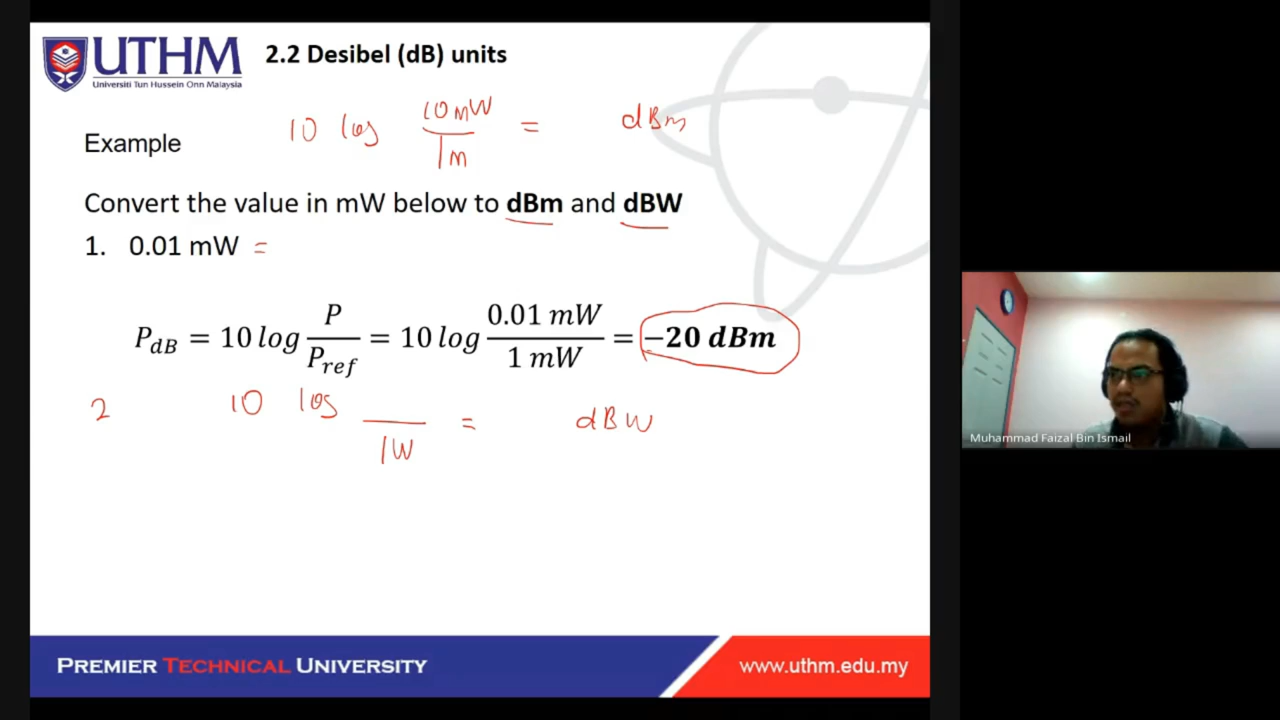 UTHM
Universiti Tun Hussein Onn Malaysia
2.2 Desibel (dB) units
10 log 10mW / 1m = dBm
Example
Convert the value in mW below to dBm and dBW
1. 0.01 mW =
P_dB = 10 log P / P_ref = 10 log 0.01 mW / 1 mW = −20 dBm
2 10 log / 1W = dBW
Muhammad Faizal Bin Ismail
PREMIER TECHNICAL UNIVERSITY
www.uthm.edu.my